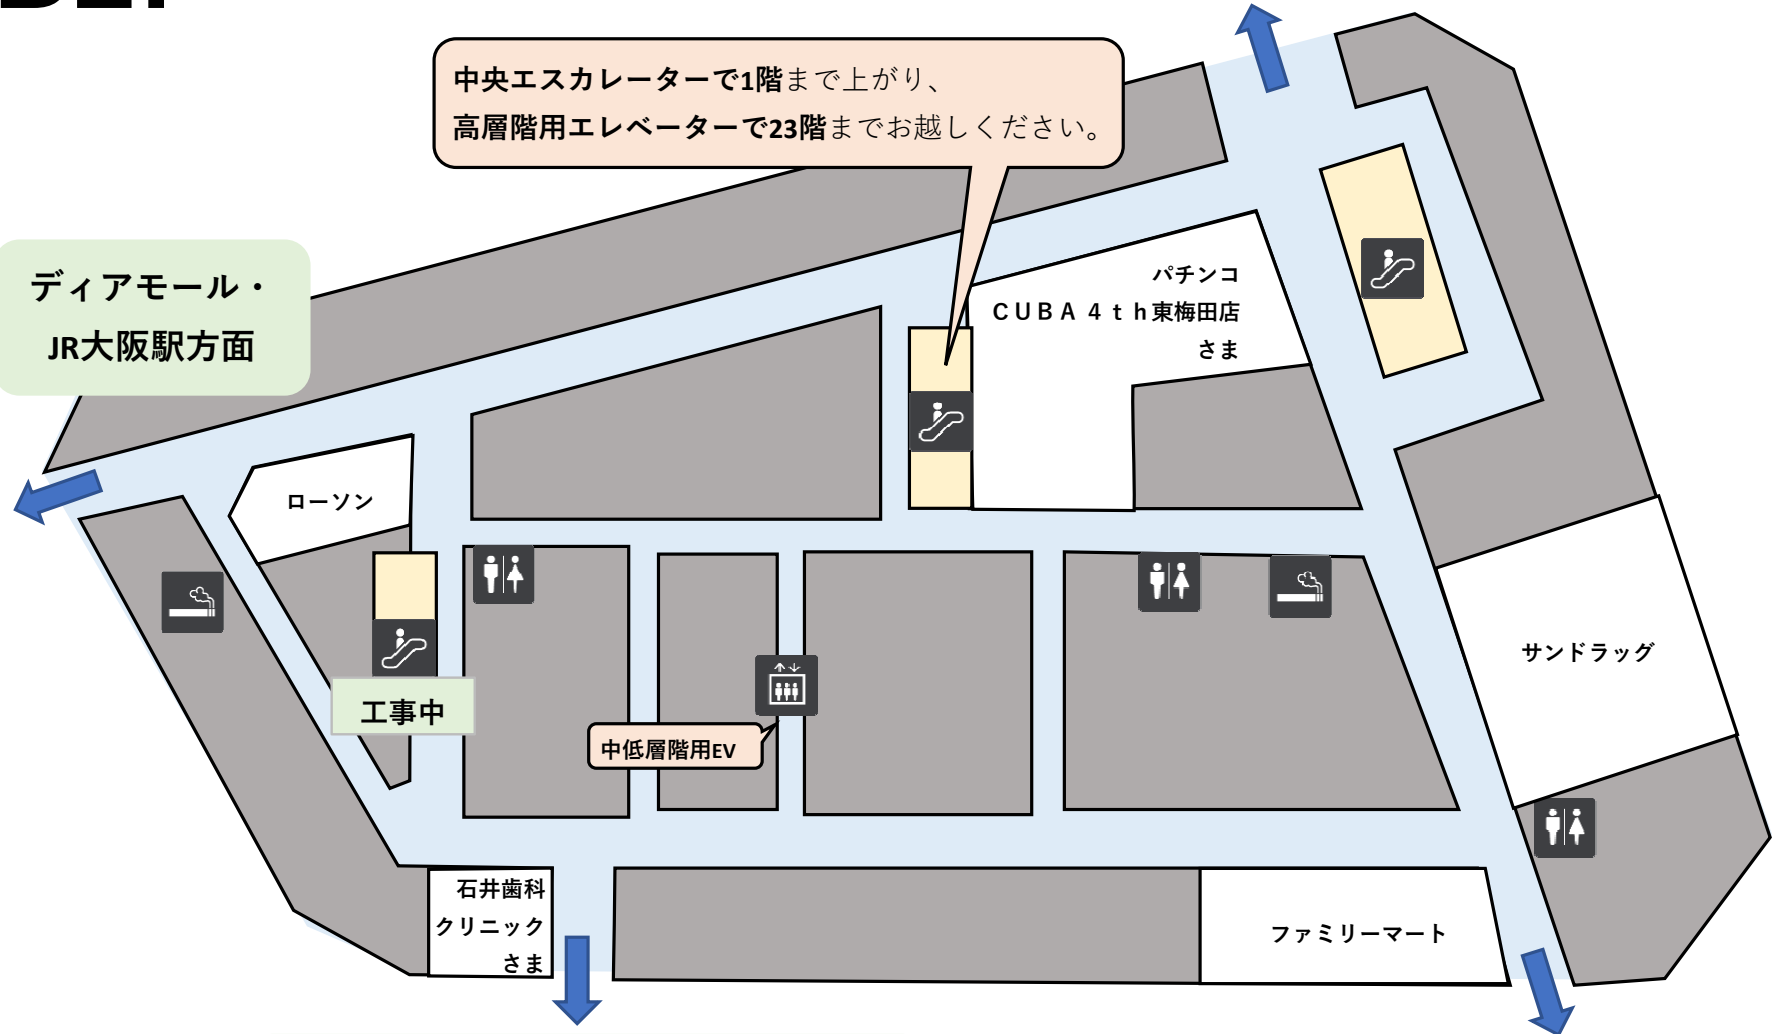 中央エスカレーターで1階まで上がり、
高層階用エレベーターで23階までお越しください。
ディアモール・
JR大阪駅方面
パチンコ
ＣＵＢＡ ４ｔｈ東梅田店
さま
ローソン
サンドラッグ
工事中
中低層階用EV
石井歯科
クリニック
さま
ファミリーマート